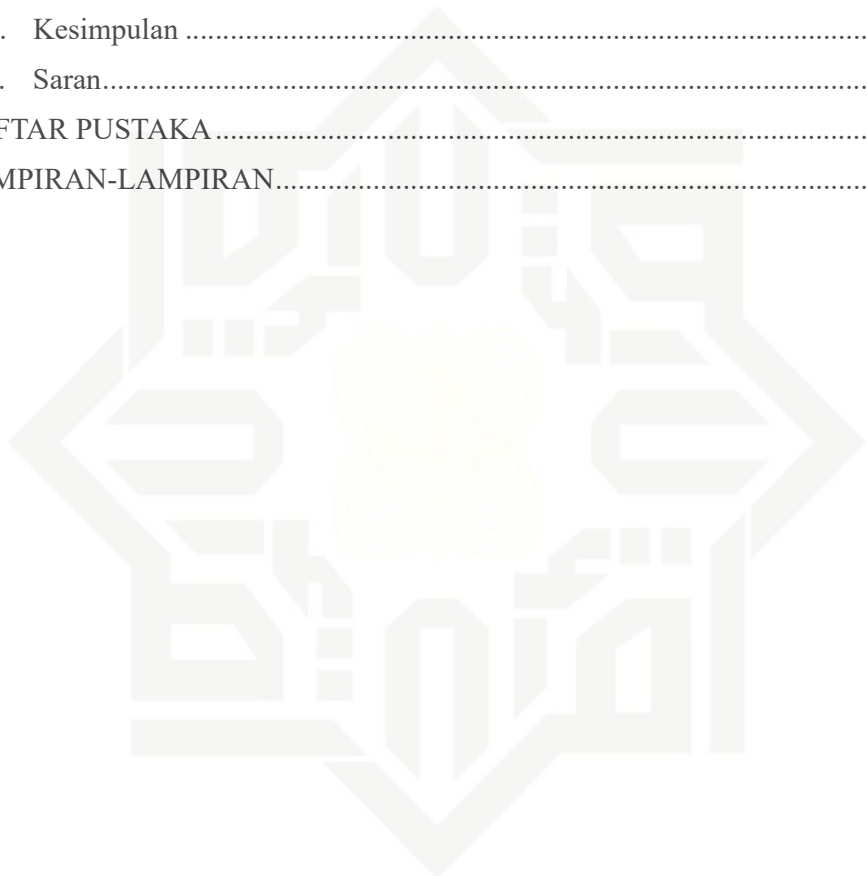 . Kesimpulan ..........................................................................................
. Saran.....................................................................................................
FTAR PUSTAKA .....................................................................................
MPIRAN-LAMPIRAN..............................................................................